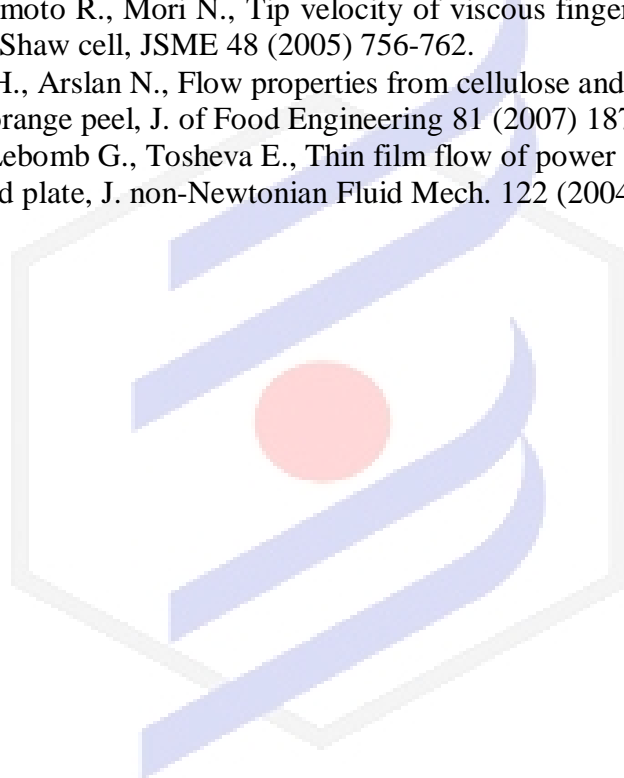 moto R., Mori N., Tip velocity of viscous finger
Shaw cell, JSME 48 (2005) 756-762.
H., Arslan N., Flow properties from cellulose and
orange peel, J. of Food Engineering 81 (2007) 187
Lebomb G., Tosheva E., Thin film flow of power
d plate, J. non-Newtonian Fluid Mech. 122 (2004